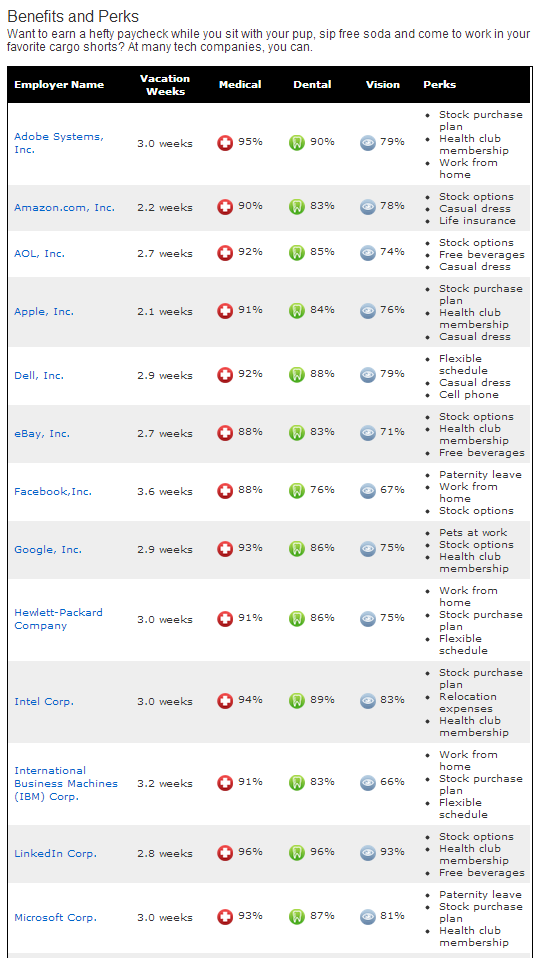 Benefits and Perks
Want to earn a hefty paycheck while you sit with your pup, sip free soda and come to work in your
favorite cargo shorts? At many tech companies, you can.
Employer Name Vacation Weeks Medical Dental Vision Perks
Adobe Systems, Inc. 3.0 weeks 95% 90% 79%
• Stock purchase plan
• Health club membership
• Work from home
Amazon.com, Inc. 2.2 weeks 90% 83% 78%
• Stock options
• Casual dress
• Life insurance
AOL, Inc. 2.7 weeks 92% 85% 74%
• Stock options
• Free beverages
• Casual dress
Apple, Inc. 2.1 weeks 91% 84% 76%
• Stock purchase plan
• Health club membership
• Casual dress
Dell, Inc. 2.9 weeks 92% 88% 79%
• Flexible schedule
• Casual dress
• Cell phone
eBay, Inc. 2.7 weeks 88% 83% 71%
• Stock options
• Health club membership
• Free beverages
Facebook,Inc. 3.6 weeks 88% 76% 67%
• Paternity leave
• Work from home
• Stock options
Google, Inc. 2.9 weeks 93% 86% 75%
• Pets at work
• Stock options
• Health club membership
Hewlett-Packard Company 3.0 weeks 91% 86% 75%
• Work from home
• Stock purchase plan
• Flexible schedule
Intel Corp. 3.0 weeks 94% 89% 83%
• Stock purchase plan
• Relocation expenses
• Health club membership
International Business Machines (IBM) Corp. 3.2 weeks 91% 83% 66%
• Work from home
• Stock purchase plan
• Flexible schedule
LinkedIn Corp. 2.8 weeks 96% 96% 93%
• Stock options
• Health club membership
• Free beverages
Microsoft Corp. 3.0 weeks 93% 87% 81%
• Paternity leave
• Stock purchase plan
• Health club membership